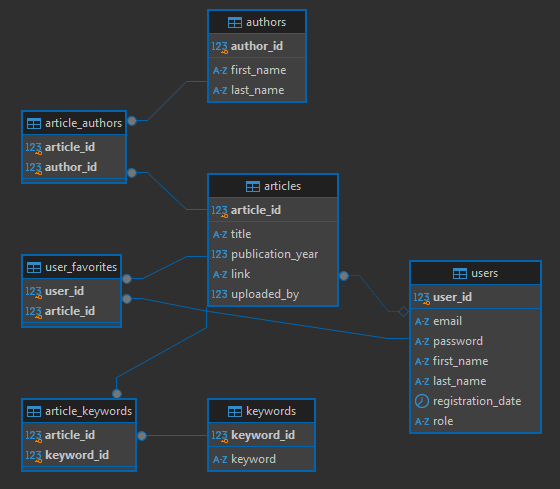 authors
123 author_id
A-Z first_name
A-Z last_name
article_authors
123 article_id
123 author_id
articles
123 article_id
A-Z title
123 publication_year
A-Z link
123 uploaded_by
user_favorites
123 user_id
123 article_id
users
123 user_id
A-Z email
A-Z password
A-Z first_name
A-Z last_name
registration_date
A-Z role
article_keywords
123 article_id
123 keyword_id
keywords
123 keyword_id
A-Z keyword